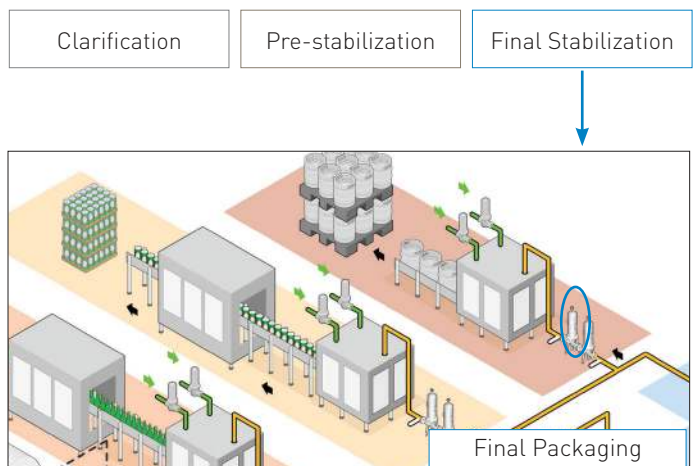 Clarification
Pre-stabilization
Final Stabilization
Final Packaging